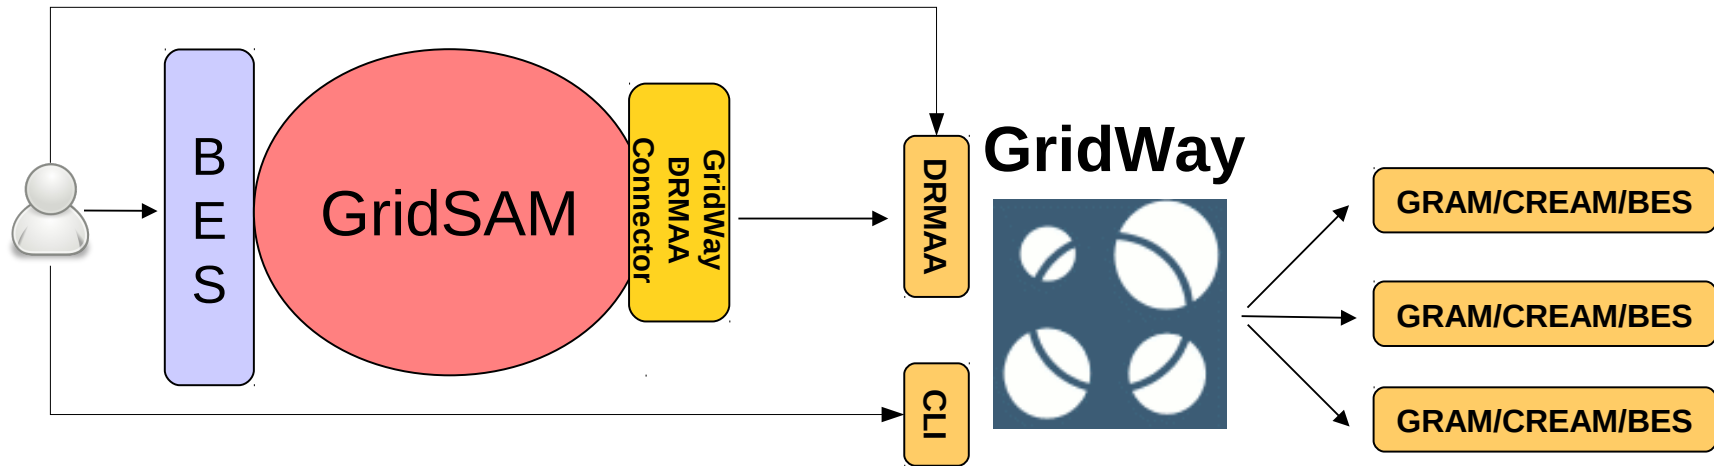 B
E
S
GridSAM
GridWay
DRMAA
Connector
DRMAA
CLI
GridWay
GRAM/CREAM/BES
GRAM/CREAM/BES
GRAM/CREAM/BES